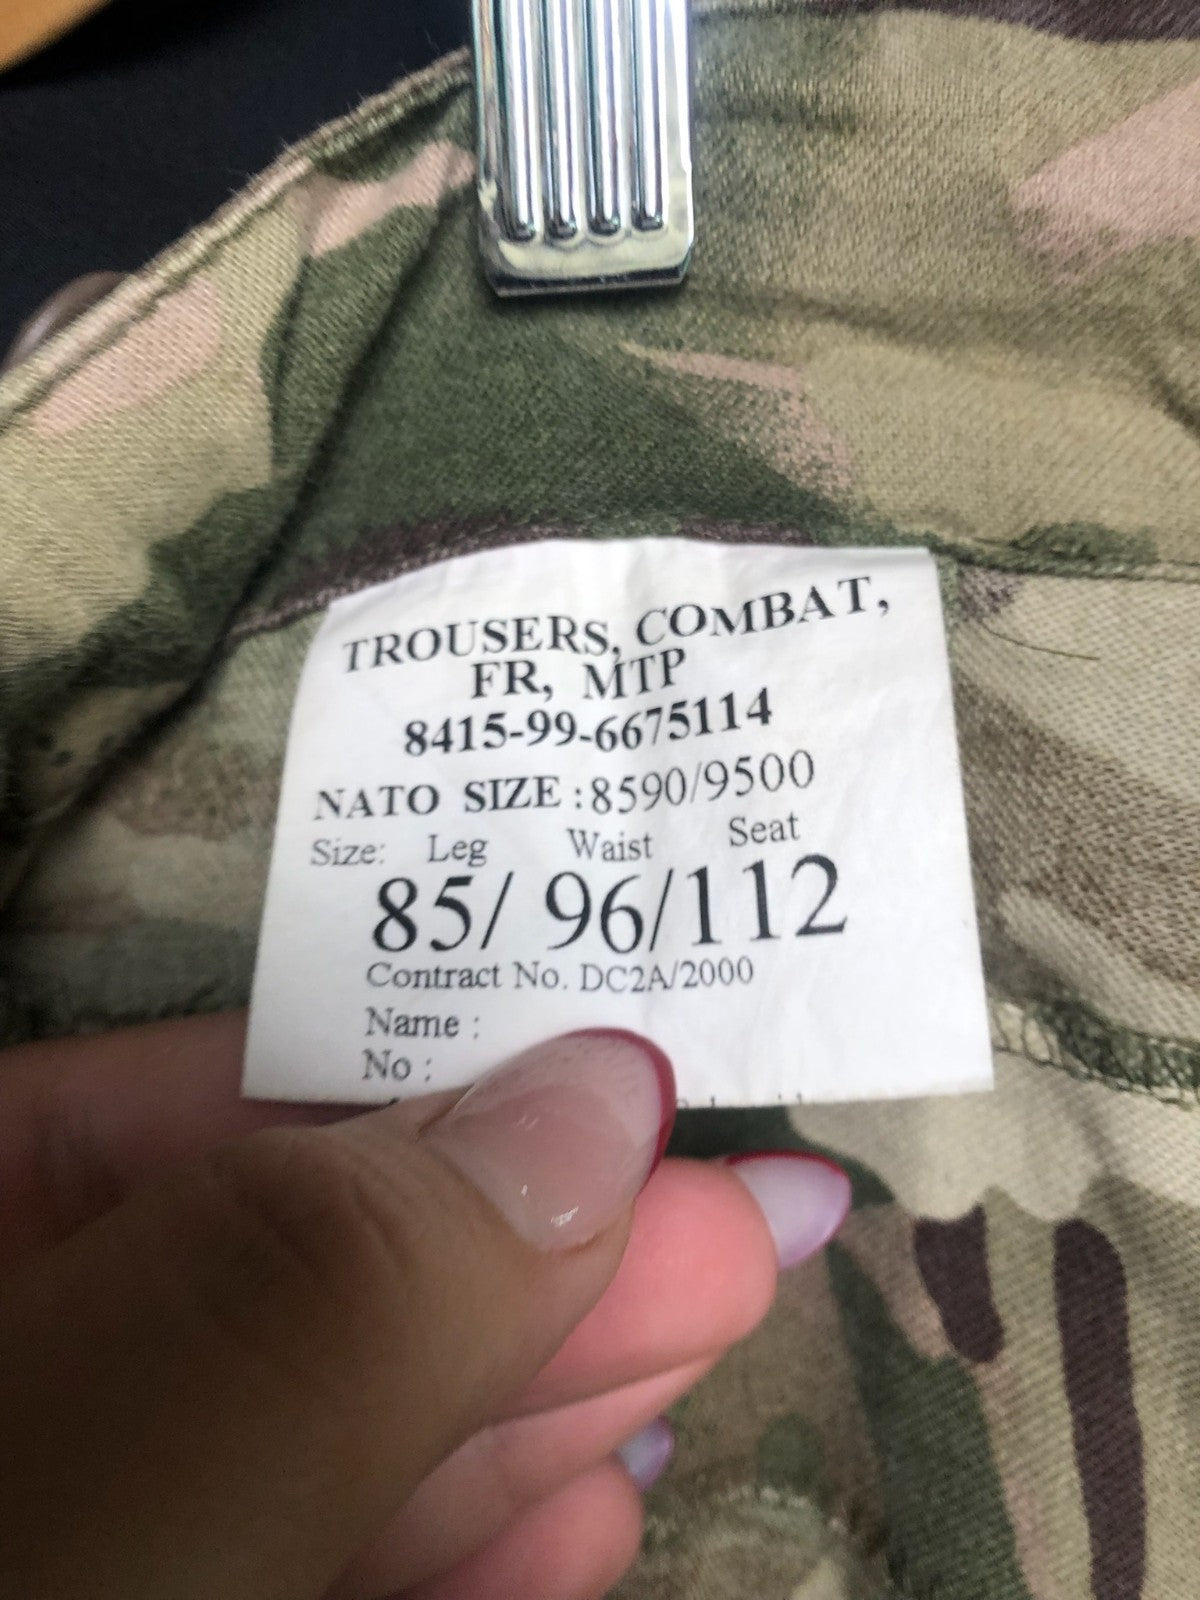 TROUSERS, COMBAT,
FR, MTP
8415-99-6675114
NATO SIZE :8590/9500
Size: Leg Waist Seat
85/ 96/112
Contract No. DC2A/2000
Name :
No :